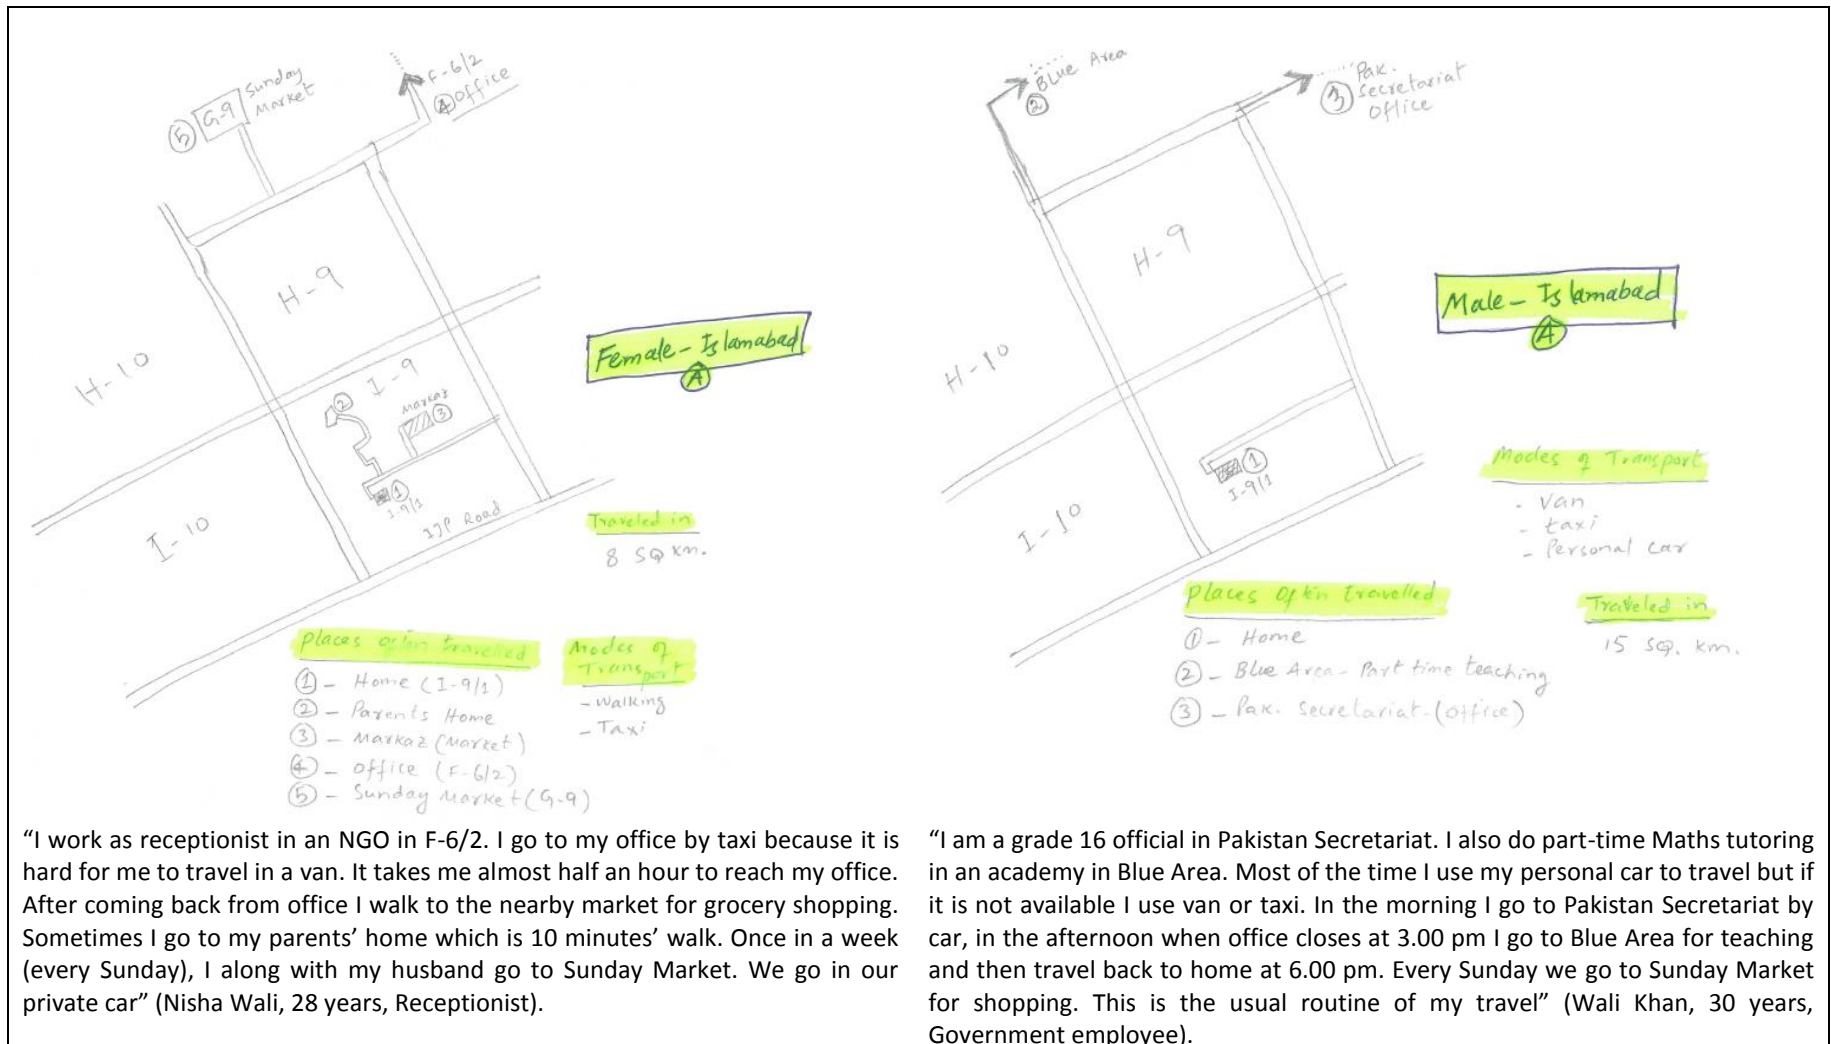 Sunday
Market
G-9
5
F-6/2
4 Office
H-9
H-10
I-9
2
Markaz
3
1
I-9/1
I-10
IJP Road
Female - Islamabad
A
Traveled in
8 SQ km.
Places often travelled
1 - Home (I-9/1)
2 - Parents Home
3 - Markaz (Market)
4 - Office (F-6/2)
5 - Sunday Market (G-9)
Modes of
Transport
- Walking
- Taxi
Blue Area
2
Pak.
3 Secretariat
Office
H-9
H-10
1
I-9/1
I-10
Male - Islamabad
A
Modes of Transport
- Van
- taxi
- Personal car
Places Oftin travelled
1 - Home
2 - Blue Area - Part time teaching
3 - Pak. Secretariat - (office)
Traveled in
15 SQ. km.
“I work as receptionist in an NGO in F-6/2. I go to my office by taxi because it is
hard for me to travel in a van. It takes me almost half an hour to reach my office.
After coming back from office I walk to the nearby market for grocery shopping.
Sometimes I go to my parents’ home which is 10 minutes’ walk. Once in a week
(every Sunday), I along with my husband go to Sunday Market. We go in our
private car” (Nisha Wali, 28 years, Receptionist).
“I am a grade 16 official in Pakistan Secretariat. I also do part-time Maths tutoring
in an academy in Blue Area. Most of the time I use my personal car to travel but if
it is not available I use van or taxi. In the morning I go to Pakistan Secretariat by
car, in the afternoon when office closes at 3.00 pm I go to Blue Area for teaching
and then travel back to home at 6.00 pm. Every Sunday we go to Sunday Market
for shopping. This is the usual routine of my travel” (Wali Khan, 30 years,
Government employee).